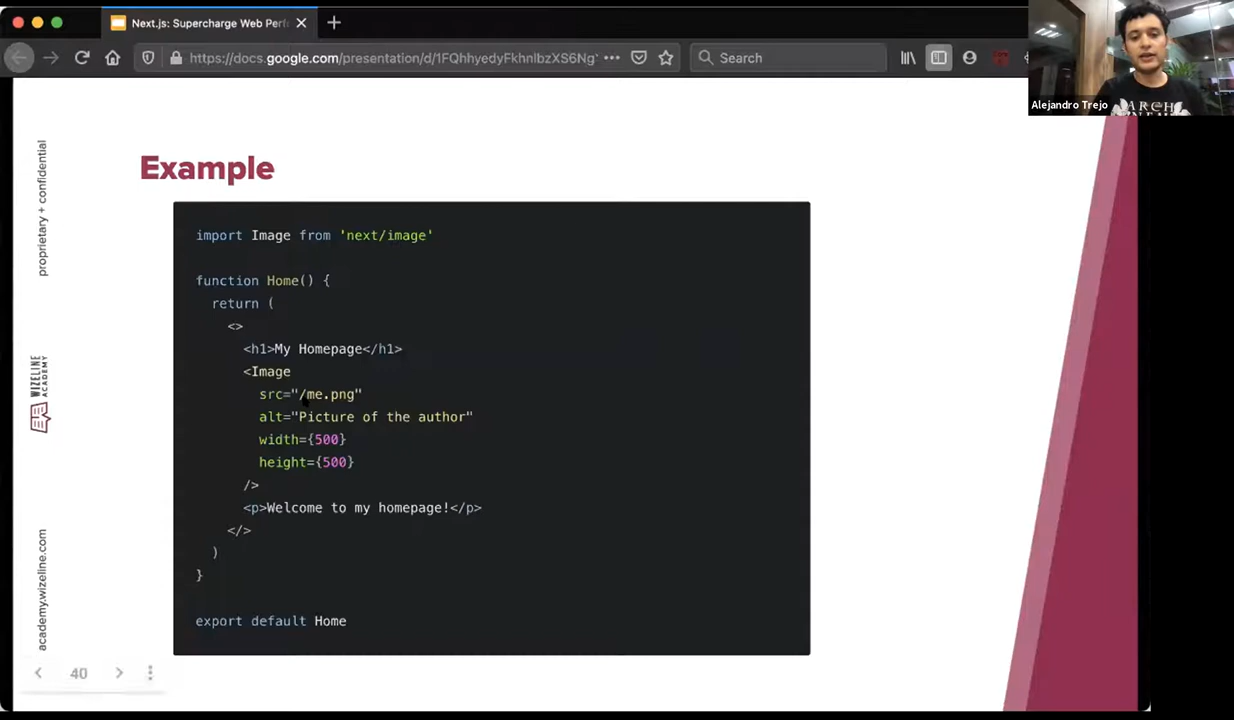 Next.js: Supercharge Web Perf
https://docs.google.com/presentation/d/1FQhhyedyFkhnlbzXS6Ng
Search
Alejandro Trejo
ARCH
proprietary + confidential
WIZELINE
ACADEMY
academy.wizeline.com
Example
import Image from 'next/image'
function Home() {
return (
<>
<h1>My Homepage</h1>
<Image
src="/me.png"
alt="Picture of the author"
width={500}
height={500}
/>
<p>Welcome to my homepage!</p>
</>
)
}
export default Home
40